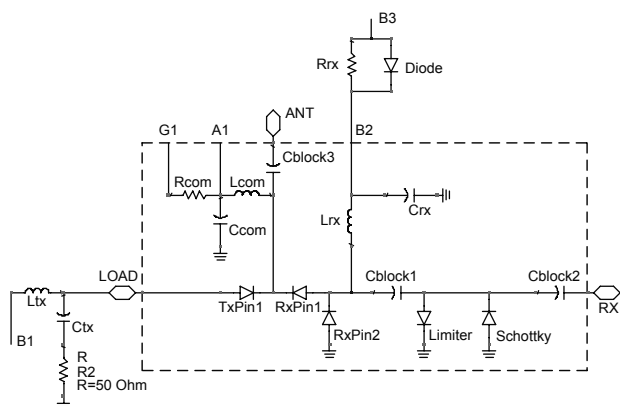 B3
Rrx
Diode
ANT
G1
A1
B2
Cblock3
Rcom
Lcom
Ccom
Crx
Lrx
LOAD
Cblock1
Cblock2
Ltx
TxPin1
RxPin1
RX
Ctx
RxPin2
Limiter
Schottky
B1
R
R2
R=50 Ohm